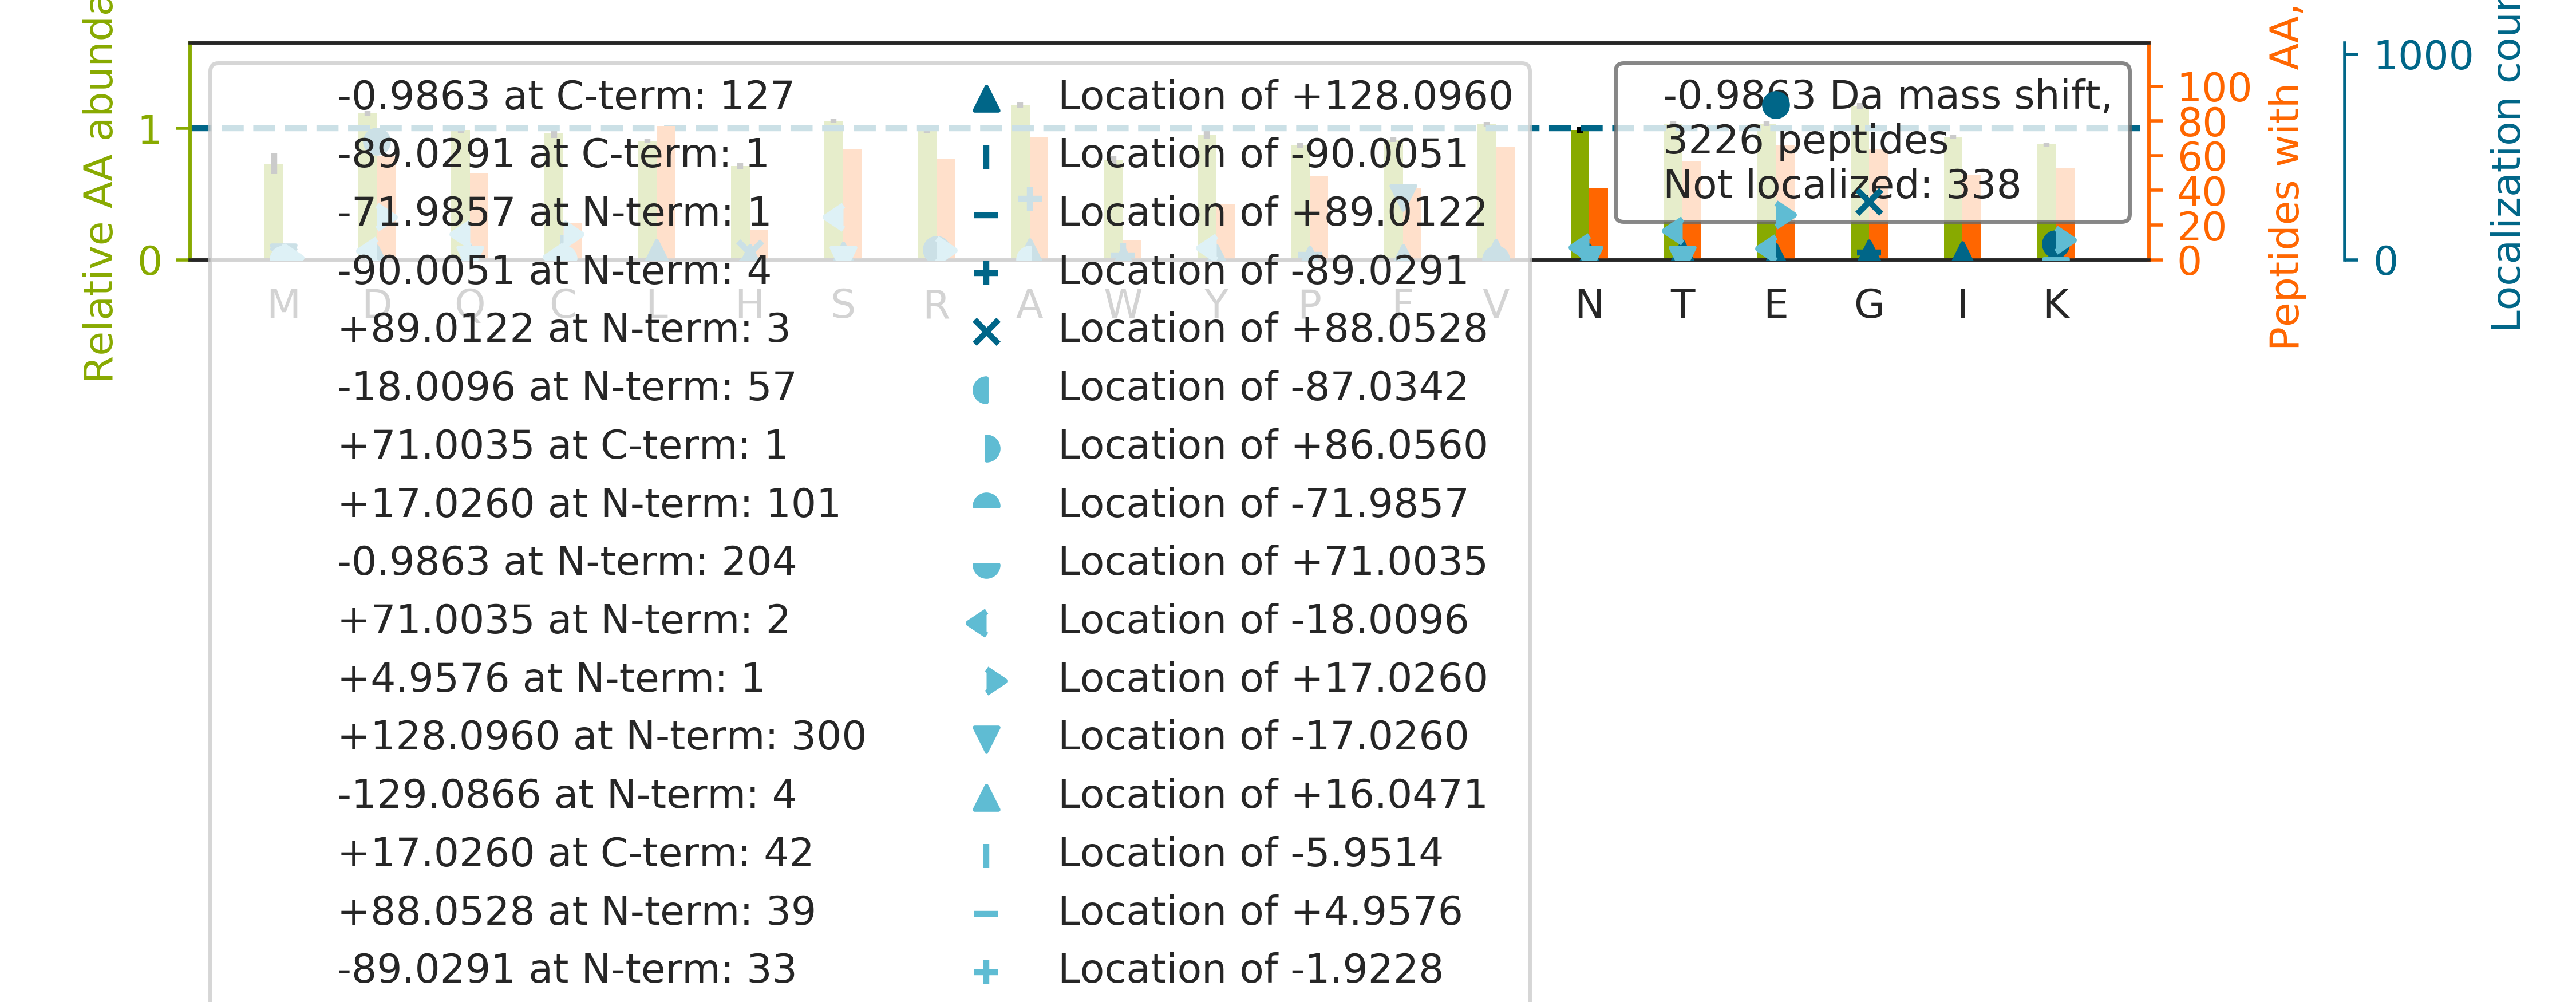 Relative AA abunda
1
0
-0.9863 at C-term: 127
-89.0291 at C-term: 1
-71.9857 at N-term: 1
-90.0051 at N-term: 4
+89.0122 at N-term: 3
-18.0096 at N-term: 57
+71.0035 at C-term: 1
+17.0260 at N-term: 101
-0.9863 at N-term: 204
+71.0035 at N-term: 2
+4.9576 at N-term: 1
+128.0960 at N-term: 300
-129.0866 at N-term: 4
+17.0260 at C-term: 42
+88.0528 at N-term: 39
-89.0291 at N-term: 33
Location of +128.0960
Location of -90.0051
Location of +89.0122
Location of -89.0291
Location of +88.0528
Location of -87.0342
Location of +86.0560
Location of -71.9857
Location of +71.0035
Location of -18.0096
Location of +17.0260
Location of -17.0260
Location of +16.0471
Location of -5.9514
Location of +4.9576
Location of -1.9228
-0.9863 Da mass shift,
3226 peptides
Not localized: 338
M D Q C L H S R A W Y P F V N T E G I K
100
80
60
40
20
0
Peptides with AA,
1000
0
Localization coun